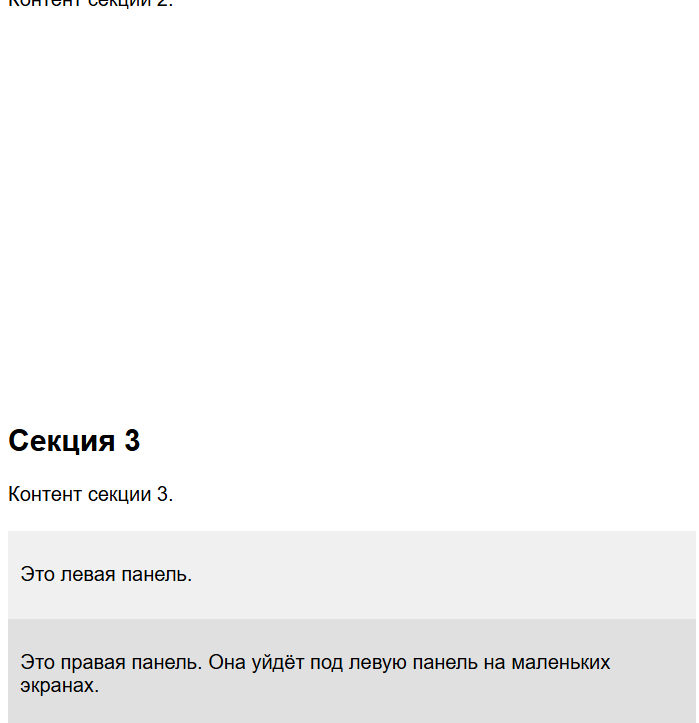 Контент секции 2.
Секция 3
Контент секции 3.
Это левая панель.
Это правая панель. Она уйдёт под левую панель на маленьких
экранах.